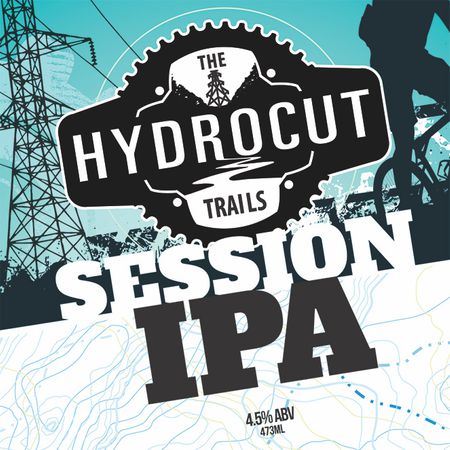 THE
HYDROCUT
TRAILS
SESSION
IPA
4.5% ABV
473ML